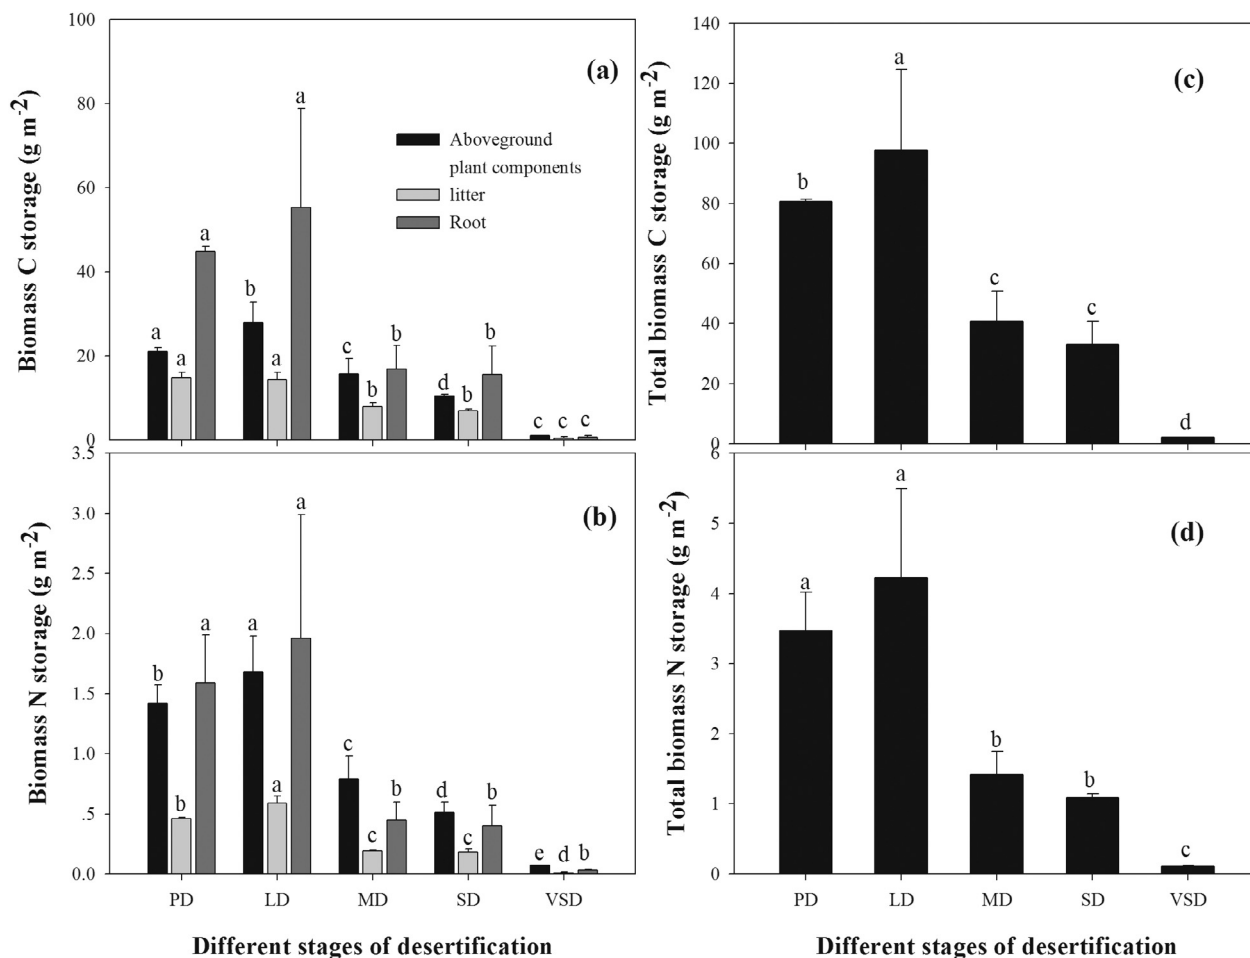 100
80
60
40
20
0
Biomass C storage (g m-2)
(a)
Aboveground
plant components
litter
Root
a
a
a
b
a
a
c
b
b
d
b
b
c
c
c
140
120
100
80
60
40
20
0
Total biomass C storage (g m-2)
(c)
b
a
c
c
d
3.5
3.0
2.5
2.0
1.5
1.0
.5
0.0
Biomass N storage (g m-2)
(b)
b
b
a
a
a
a
c
c
b
d
c
b
e
d
b
PD
LD
MD
SD
VSD
Different stages of desertification
6
5
4
3
2
1
0
Total biomass N storage (g m-2)
(d)
a
a
b
b
c
PD
LD
MD
SD
VSD
Different stages of desertification